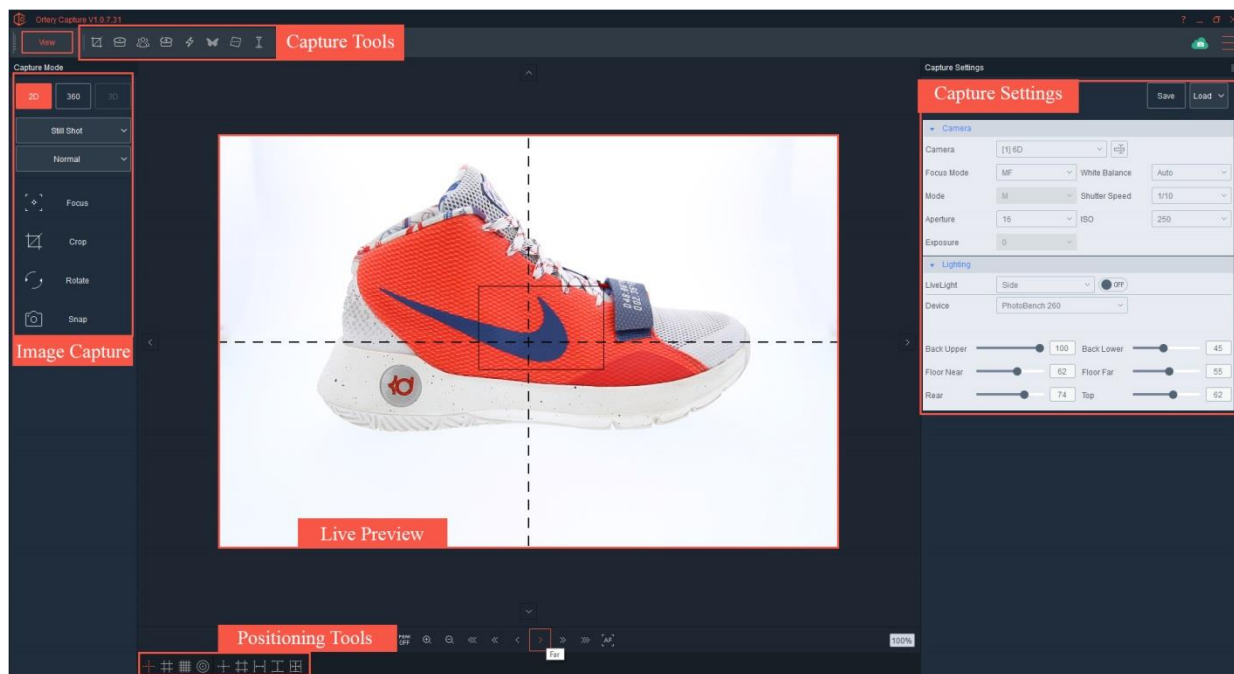 Ortery Capture V1.0.7.31
View
Capture Tools
Capture Mode
2D 360 3D
Still Shot
Normal
Focus
Crop
Rotate
Snap
Image Capture
Live Preview
Positioning Tools
OFF
AF
Far
100%
Capture Settings
Capture Settings
Save Load
Camera
Camera [1] 6D
Focus Mode MF White Balance Auto
Mode M Shutter Speed 1/10
Aperture 16 ISO 250
Exposure 0
Lighting
LiveLight Side OFF
Device PhotoBench 260
Back Upper 100 Back Lower 45
Floor Near 62 Floor Far 55
Rear 74 Top 62